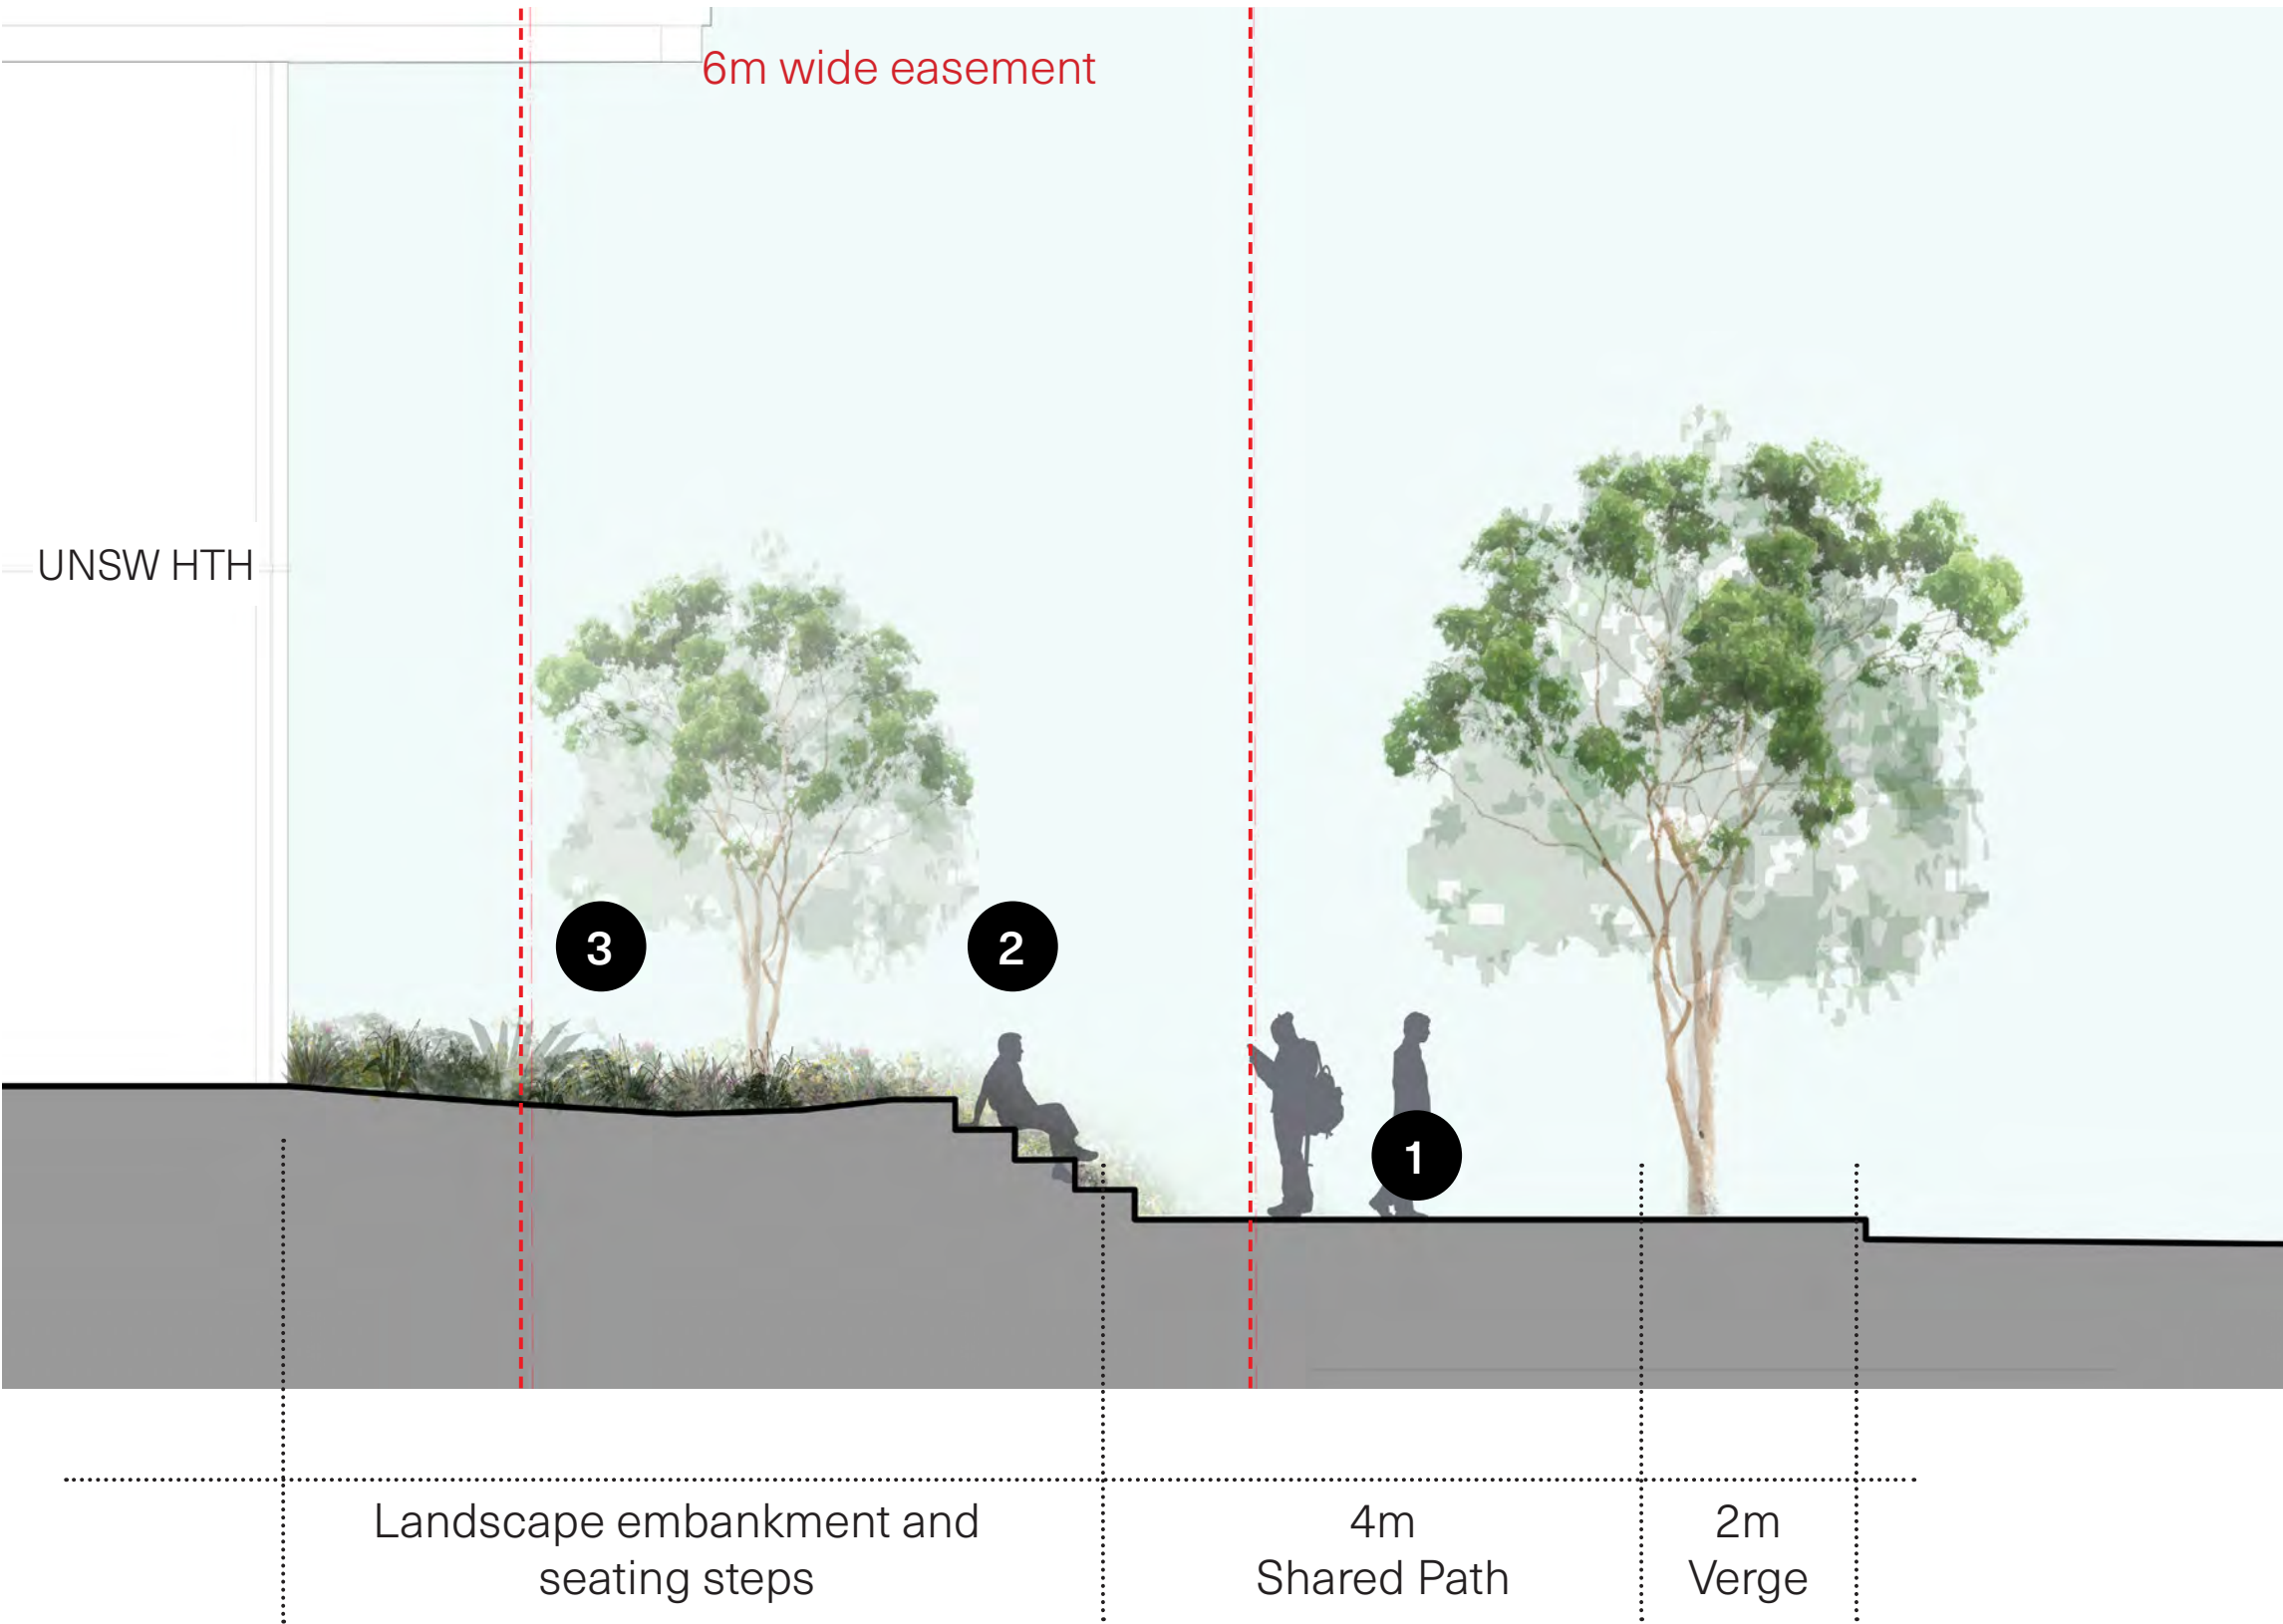 6m wide easement
UNSW HTH
3
2
1
Landscape embankment and
seating steps
4m
Shared Path
2m
Verge